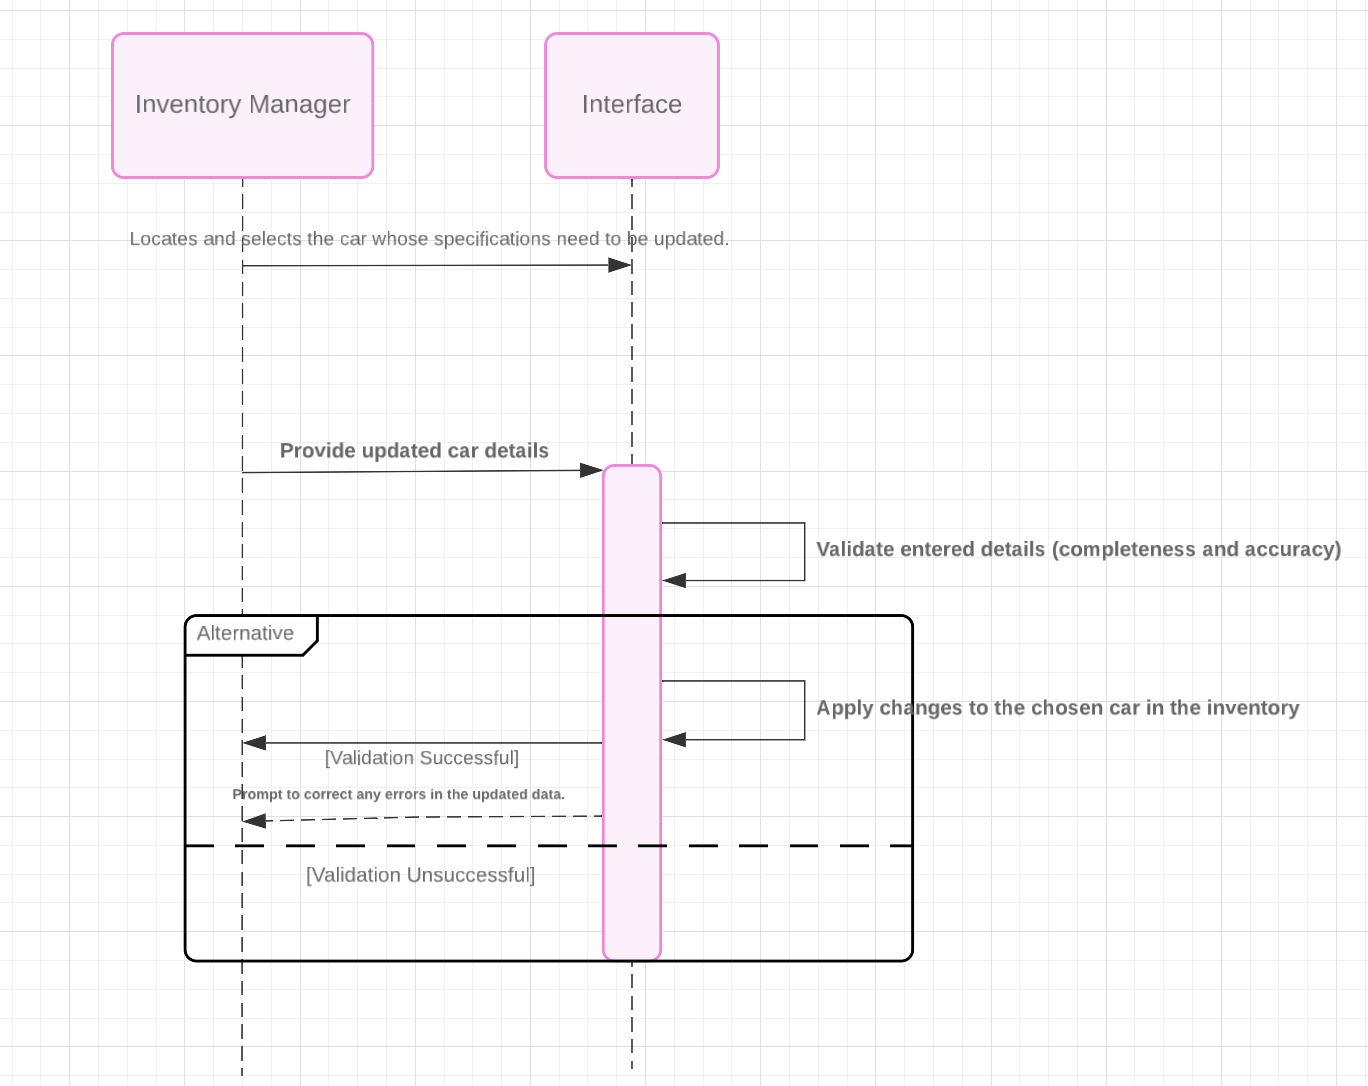 Inventory Manager
Interface
Locates and selects the car whose specifications need to be updated.
Provide updated car details
Validate entered details (completeness and accuracy)
Alternative
Apply changes to the chosen car in the inventory
[Validation Successful]
Prompt to correct any errors in the updated data.
[Validation Unsuccessful]